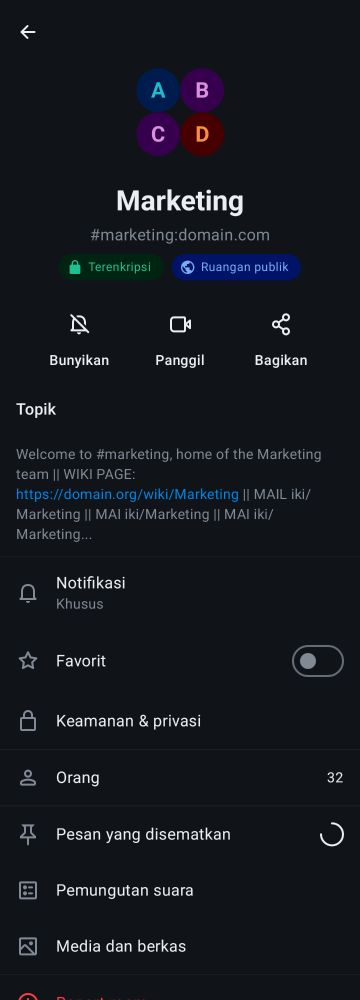 A B
C D
Marketing
#marketing:domain.com
Terenkripsi Ruangan publik
Bunyikan Panggil Bagikan
Topik
Welcome to #marketing, home of the Marketing
team || WIKI PAGE:
https://domain.org/wiki/Marketing || MAIL iki/
Marketing || MAI iki/Marketing || MAI iki/
Marketing...
Notifikasi
Khusus
Favorit
Keamanan & privasi
Orang 32
Pesan yang disematkan
Pemungutan suara
Media dan berkas